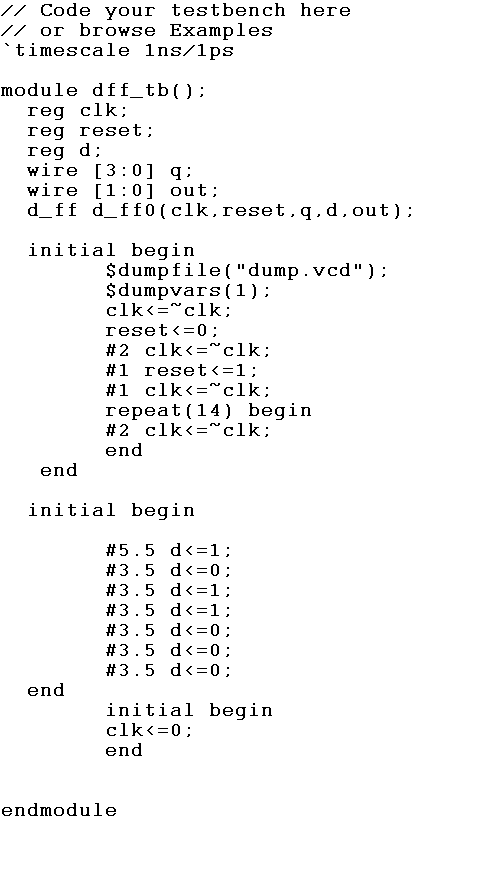 // Code your testbench here
// or browse Examples
`timescale 1ns/1ps
module dff_tb();
reg clk;
reg reset;
reg d;
wire [3:0] q;
wire [1:0] out;
d_ff d_ff0(clk,reset,q,d,out);
initial begin
$dumpfile("dump.vcd");
$dumpvars(1);
clk<=~clk;
reset<=0;
#2 clk<=~clk;
#1 reset<=1;
#1 clk<=~clk;
repeat(14) begin
#2 clk<=~clk;
end
end
initial begin
#5.5 d<=1;
#3.5 d<=0;
#3.5 d<=1;
#3.5 d<=1;
#3.5 d<=0;
#3.5 d<=0;
#3.5 d<=0;
end
initial begin
clk<=0;
end
endmodule